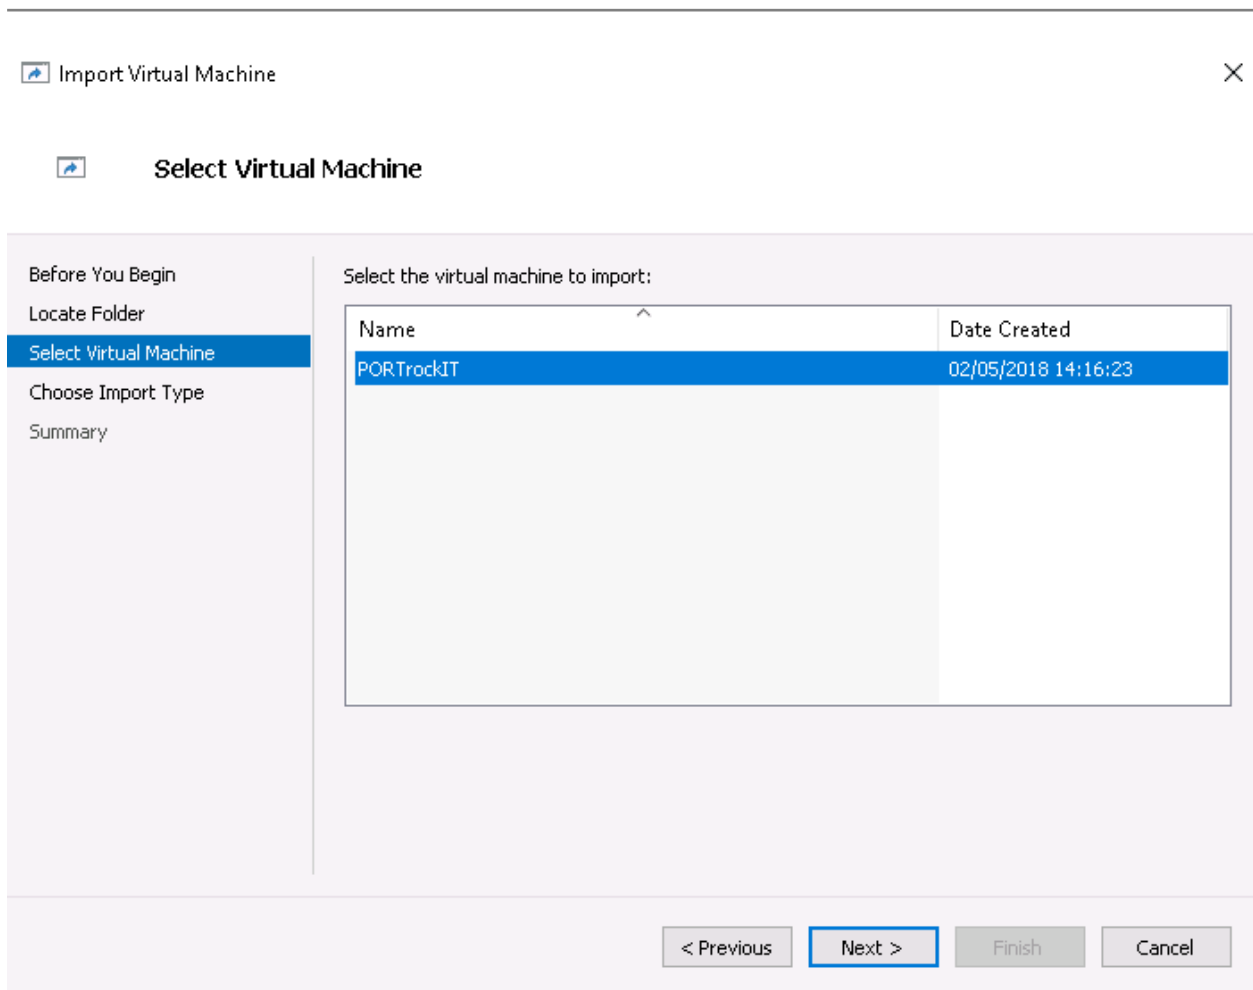 Import Virtual Machine
Select Virtual Machine
Before You Begin
Locate Folder
Select Virtual Machine
Choose Import Type
Summary
Select the virtual machine to import:
Name Date Created
PORTrockIT 02/05/2018 14:16:23
< Previous Next > Finish Cancel